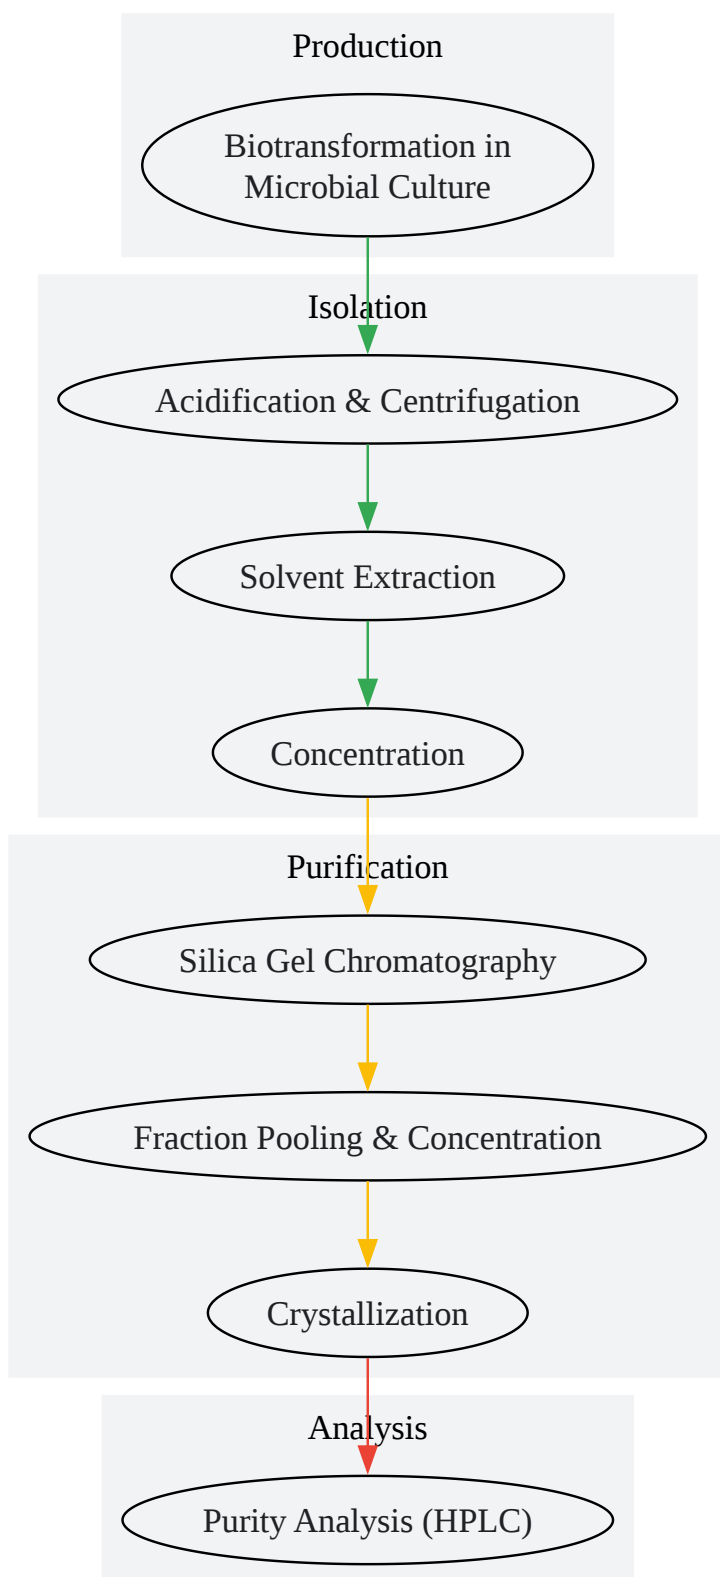 Production
Biotransformation in
Microbial Culture
Isolation
Acidification & Centrifugation
Solvent Extraction
Concentration
Purification
Silica Gel Chromatography
Fraction Pooling & Concentration
Crystallization
Analysis
Purity Analysis (HPLC)